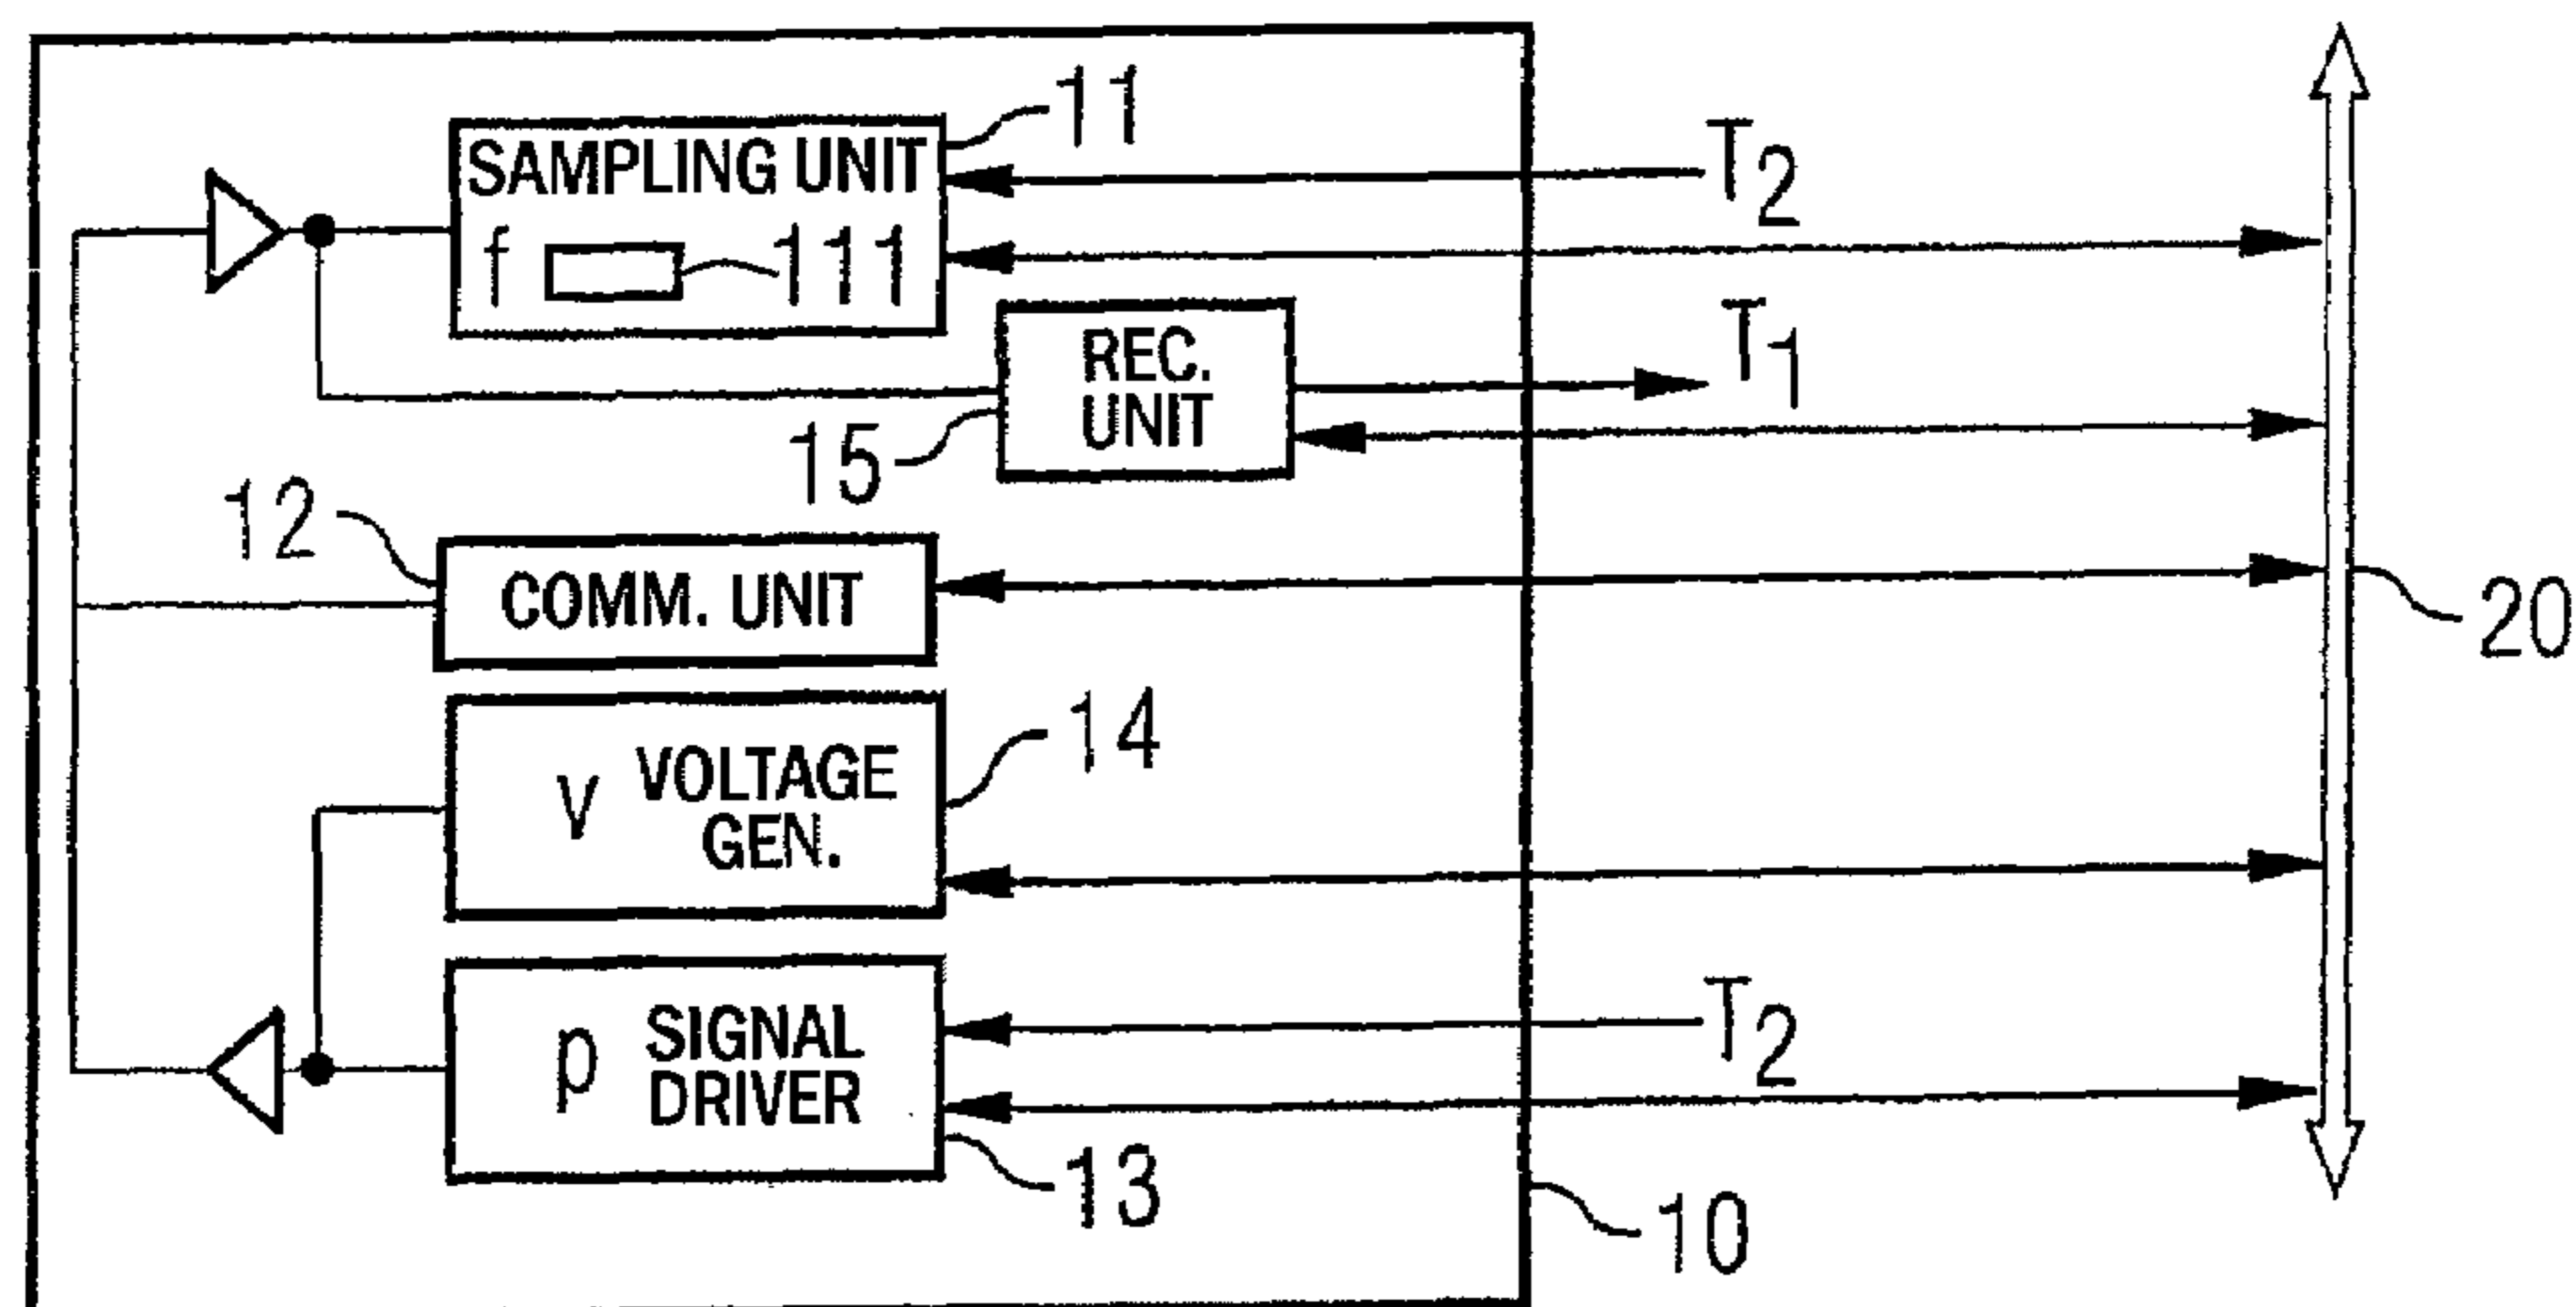 11
SAMPLING UNIT
T2
f
111
REC.
UNIT
T1
15
12
COMM. UNIT
20
14
V VOLTAGE
GEN.
p SIGNAL
DRIVER
T2
13
10